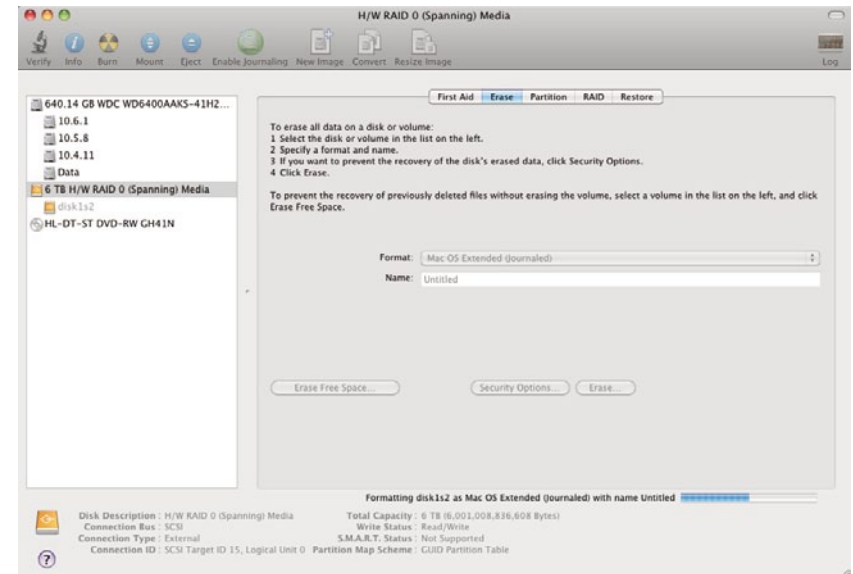 H/W RAID 0 (Spanning) Media
Verify Info Burn Mount Eject Enable Journaling New Image Convert Resize Image Log
First Aid Erase Partition RAID Restore
640.14 GB WDC WD6400AAKS-41H2...
10.6.1
10.5.8
10.4.11
Data
6 TB H/W RAID 0 (Spanning) Media
disk1s2
HL-DT-ST DVD-RW GH41N
To erase all data on a disk or volume:
1 Select the disk or volume in the list on the left.
2 Specify a format and name.
3 If you want to prevent the recovery of the disk's erased data, click Security Options.
4 Click Erase.
To prevent the recovery of previously deleted files without erasing the volume, select a volume in the list on the left, and click
Erase Free Space.
Format: Mac OS Extended (Journaled)
Name: Untitled
Erase Free Space... Security Options... Erase...
Formatting disk1s2 as Mac OS Extended (Journaled) with name Untitled
Disk Description : H/W RAID 0 (Spanning) Media Total Capacity : 6 TB (6,001,008,836,608 Bytes)
Connection Bus : SCSI Write Status : Read/Write
Connection Type : External S.M.A.R.T. Status : Not Supported
Connection ID : SCSI Target ID 15, Logical Unit 0 Partition Map Scheme : GUID Partition Table
?